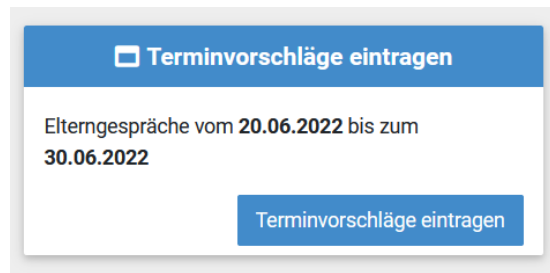 Terminvorschläge eintragen
Elterngespräche vom 20.06.2022 bis zum
30.06.2022
Terminvorschläge eintragen